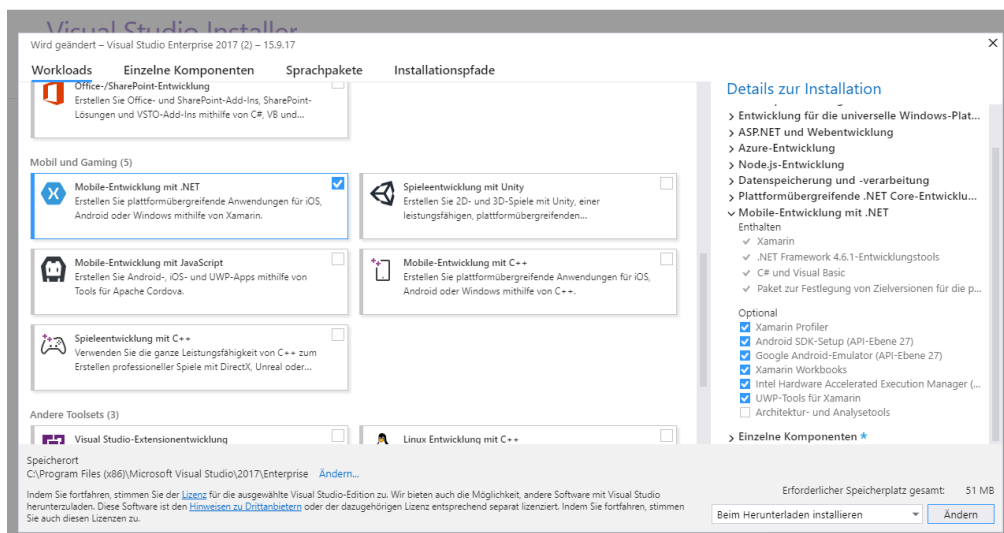 Visual Studio Installer
Wird geändert – Visual Studio Enterprise 2017 (2) – 15.9.17
Workloads Einzelne Komponenten Sprachpakete Installationspfade
Office-/SharePoint-Entwicklung
Erstellen Sie Office- und SharePoint-Add-Ins, SharePoint-
Lösungen und VSTO-Add-Ins mithilfe von C#, VB und...
Mobil und Gaming (5)
Mobile-Entwicklung mit .NET
Erstellen Sie plattformübergreifende Anwendungen für iOS,
Android oder Windows mithilfe von Xamarin.
Spieleentwicklung mit Unity
Erstellen Sie 2D- und 3D-Spiele mit Unity, einer
leistungsfähigen, plattformübergreifenden...
Mobile-Entwicklung mit JavaScript
Erstellen Sie Android-, iOS- und UWP-Apps mithilfe von
Tools für Apache Cordova.
Mobile-Entwicklung mit C++
Erstellen Sie plattformübergreifende Anwendungen für iOS,
Android oder Windows mithilfe von C++.
Spieleentwicklung mit C++
Verwenden Sie die ganze Leistungsfähigkeit von C++ zum
Erstellen professioneller Spiele mit DirectX, Unreal oder...
Andere Toolsets (3)
Visual Studio-Extensionentwicklung
Linux Entwicklung mit C++
Details zur Installation
Entwicklung für die universelle Windows-Plat...
ASP.NET und Webentwicklung
Azure-Entwicklung
Node.js-Entwicklung
Datenspeicherung und -verarbeitung
Plattformübergreifende .NET Core-Entwicklu...
Mobile-Entwicklung mit .NET
Enthalten
Xamarin
.NET Framework 4.6.1-Entwicklungstools
C# und Visual Basic
Paket zur Festlegung von Zielversionen für die p...
Optional
Xamarin Profiler
Android SDK-Setup (API-Ebene 27)
Google Android-Emulator (API-Ebene 27)
Xamarin Workbooks
Intel Hardware Accelerated Execution Manager (...
UWP-Tools für Xamarin
Architektur- und Analysetools
Einzelne Komponenten *
Speicherort
C:\Program Files (x86)\Microsoft Visual Studio\2017\Enterprise Ändern...
Indem Sie fortfahren, stimmen Sie der Lizenz für die ausgewählte Visual Studio-Edition zu. Wir bieten auch die Möglichkeit, andere Software mit Visual Studio
herunterzuladen. Diese Software ist den Hinweisen zu Drittanbietern oder der dazugehörigen Lizenz entsprechend separat lizenziert. Indem Sie fortfahren, stimmen
Sie auch diesen Lizenzen zu.
Erforderlicher Speicherplatz gesamt: 51 MB
Beim Herunterladen installieren Ändern